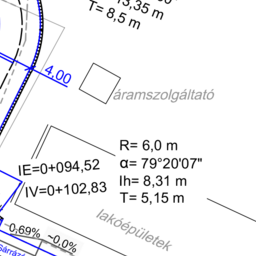 13,35 m
T= 8,5 m
4.00
áramszolgáltató
R= 6,0 m
α= 79°20'07"
Ih= 8,31 m
T= 5,15 m
IE=0+094,52
IV=0+102,83
lakóépületek
-0,69%
-0,0%